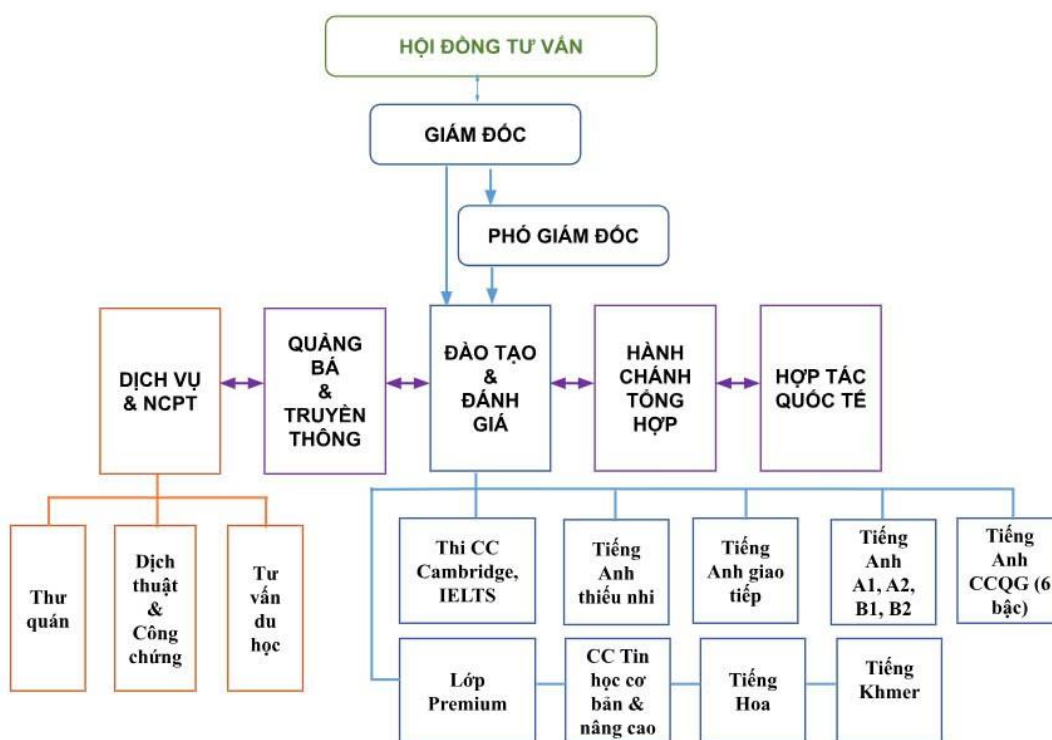 HỘI ĐỒNG TƯ VẤN
GIÁM ĐỐC
PHÓ GIÁM ĐỐC
DỊCH VỤ
& NCPT
QUẢNG
BÁ
&
TRUYỀN
THÔNG
ĐÀO TẠO
&
ĐÁNH
GIÁ
HÀNH
CHÁNH
TỔNG
HỢP
HỢP TÁC
QUỐC TẾ
Thư
quán
Dịch
thuật
&
Công
chứng
Tư
vấn
du
học
Thi CC
Cambridge,
IELTS
Tiếng
Anh
thiếu nhi
Tiếng
Anh giao
tiếp
Tiếng
Anh
A1, A2,
B1, B2
Tiếng
Anh
CCQG (6
bậc)
Lớp
Premium
CC Tin
học cơ
bản &
nâng cao
Tiếng
Hoa
Tiếng
Khmer